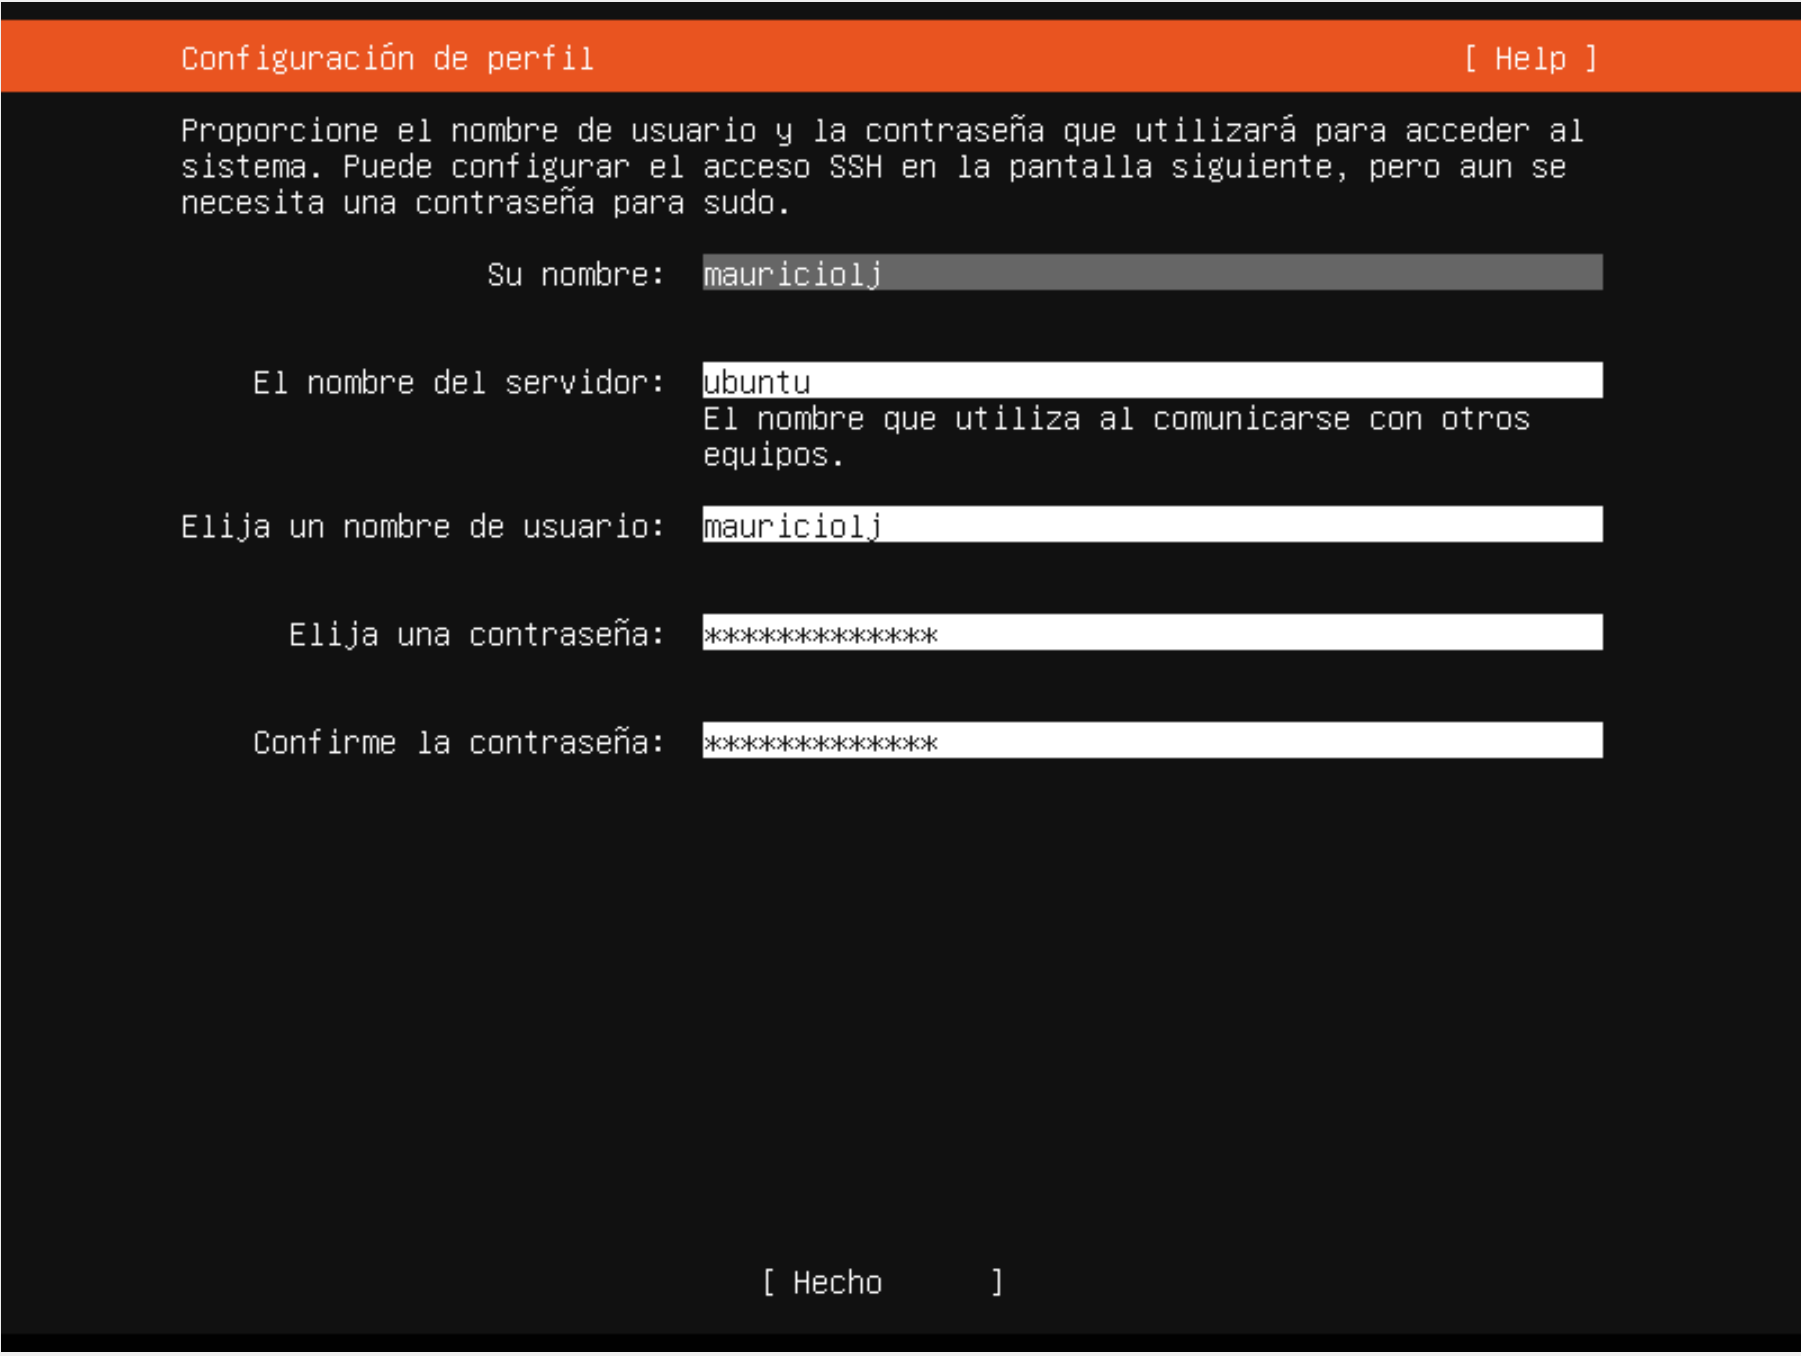 Configuración de perfil [ Help ]
Proporcione el nombre de usuario y la contraseña que utilizará para acceder al
sistema. Puede configurar el acceso SSH en la pantalla siguiente, pero aun se
necesita una contraseña para sudo.
Su nombre: mauriciolj
El nombre del servidor: ubuntu
El nombre que utiliza al comunicarse con otros
equipos.
Elija un nombre de usuario: mauriciolj
Elija una contraseña: *************
Confirme la contraseña: *************
[ Hecho ]